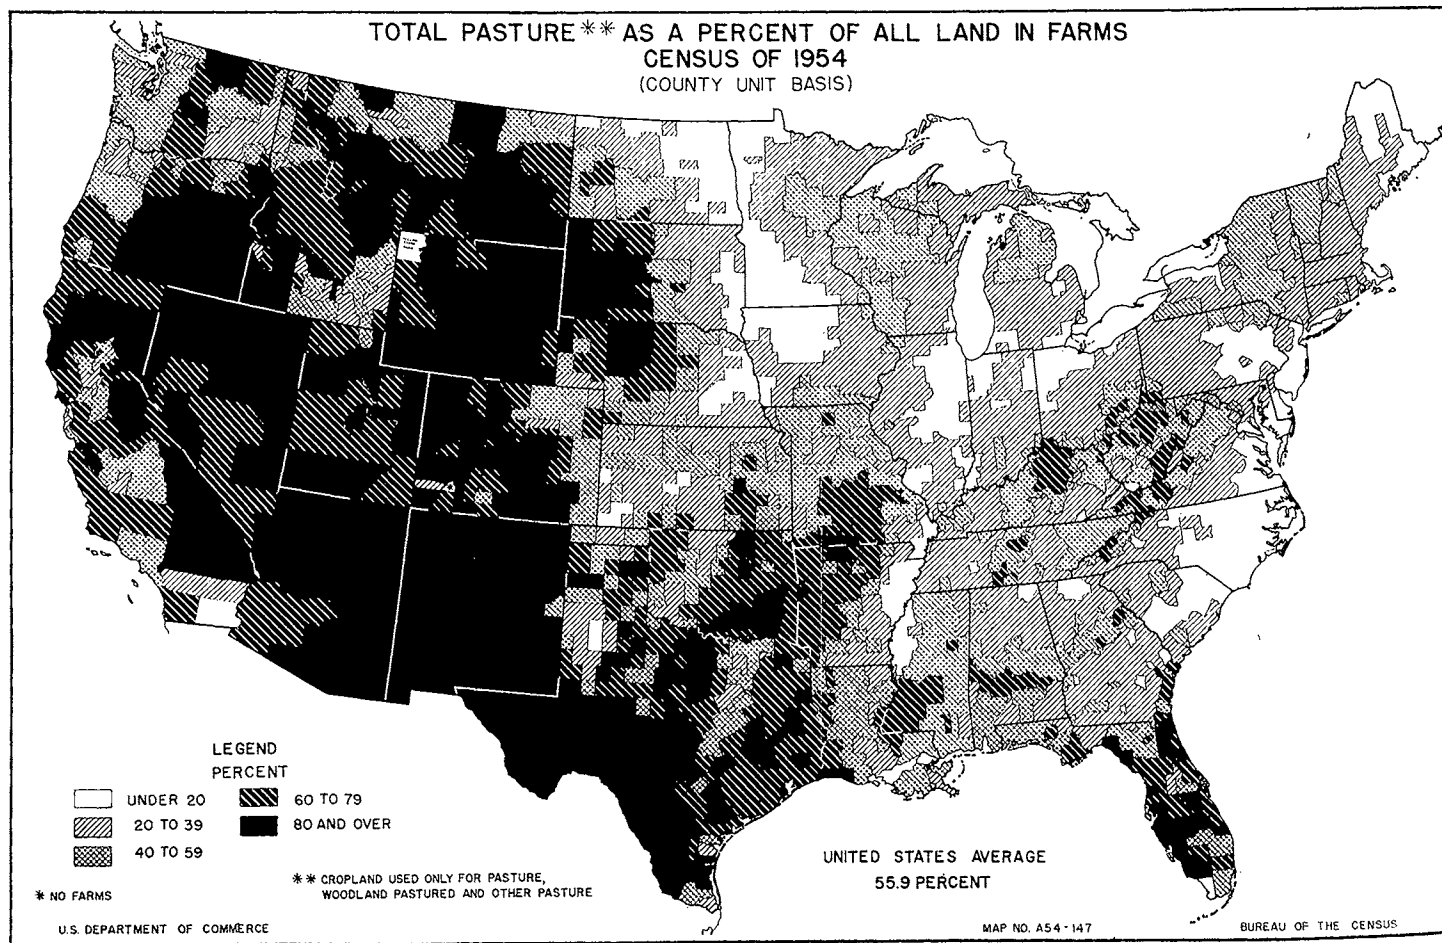 TOTAL PASTURE ** AS A PERCENT OF ALL LAND IN FARMS
CENSUS OF 1954
(COUNTY UNIT BASIS)
LEGEND
PERCENT
UNDER 20
20 TO 39
40 TO 59
60 TO 79
80 AND OVER
* NO FARMS
** CROPLAND USED ONLY FOR PASTURE,
WOODLAND PASTURED AND OTHER PASTURE
UNITED STATES AVERAGE
55.9 PERCENT
U.S. DEPARTMENT OF COMMERCE
MAP NO. A54-147
BUREAU OF THE CENSUS